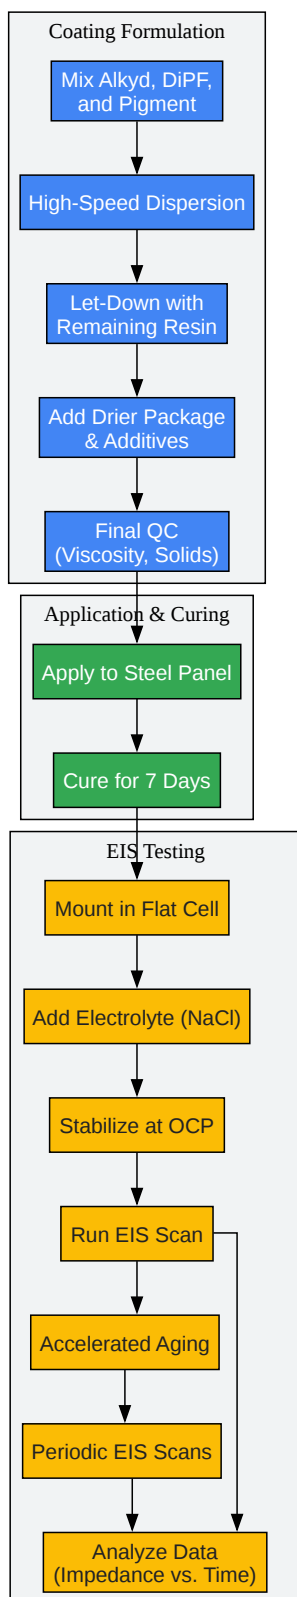 Coating Formulation
Mix Alkyd, DiPF,
and Pigment
High-Speed Dispersion
Let-Down with
Remaining Resin
Add Drier Package
& Additives
Final QC
(Viscosity, Solids)
Application & Curing
Apply to Steel Panel
Cure for 7 Days
EIS Testing
Mount in Flat Cell
Add Electrolyte (NaCl)
Stabilize at OCP
Run EIS Scan
Accelerated Aging
Periodic EIS Scans
Analyze Data
(Impedance vs. Time)